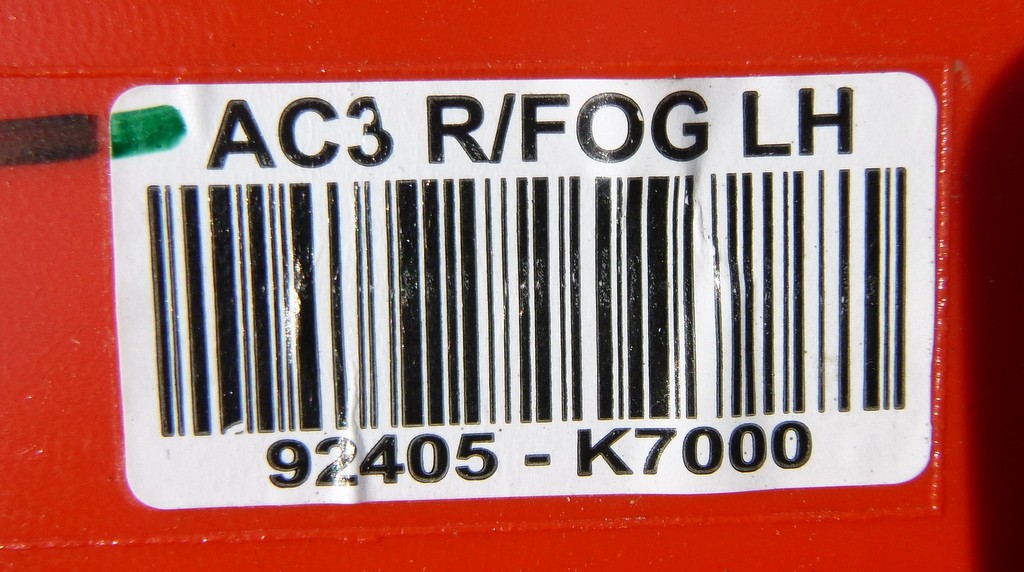 AC3 R/FOG LH
92405 - K7000